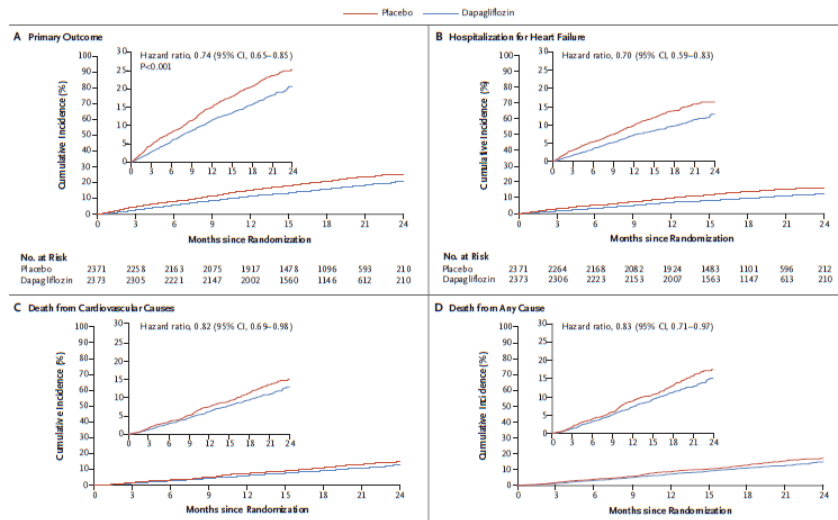 Placebo Dapagliflozin
A Primary Outcome
Hazard ratio, 0.74 (95% CI, 0.65–0.85)
P<0.001
Cumulative Incidence (%)
100
90
80
70
60
50
40
30
20
10
0
30
25
20
15
10
5
0
0 3 6 9 12 15 18 21 24
0 3 6 9 12 15 18 21 24
Months since Randomization
No. at Risk
Placebo 2371 2258 2163 2075 1917 1478 1096 593 210
Dapagliflozin 2373 2305 2221 2147 2002 1560 1146 612 210
B Hospitalization for Heart Failure
Hazard ratio, 0.70 (95% CI, 0.59–0.83)
Cumulative Incidence (%)
100
90
80
70
60
50
40
30
20
10
0
30
25
20
15
10
5
0
0 3 6 9 12 15 18 21 24
0 3 6 9 12 15 18 21 24
Months since Randomization
No. at Risk
Placebo 2371 2264 2168 2082 1924 1483 1101 596 212
Dapagliflozin 2373 2306 2223 2153 2007 1563 1147 613 210
C Death from Cardiovascular Causes
Hazard ratio, 0.82 (95% CI, 0.69–0.98)
Cumulative Incidence (%)
100
90
80
70
60
50
40
30
20
10
0
30
25
20
15
10
5
0
0 3 6 9 12 15 18 21 24
0 3 6 9 12 15 18 21 24
Months since Randomization
D Death from Any Cause
Hazard ratio, 0.83 (95% CI, 0.71–0.97)
Cumulative Incidence (%)
100
90
80
70
60
50
40
30
20
10
0
30
25
20
15
10
5
0
0 3 6 9 12 15 18 21 24
0 3 6 9 12 15 18 21 24
Months since Randomization